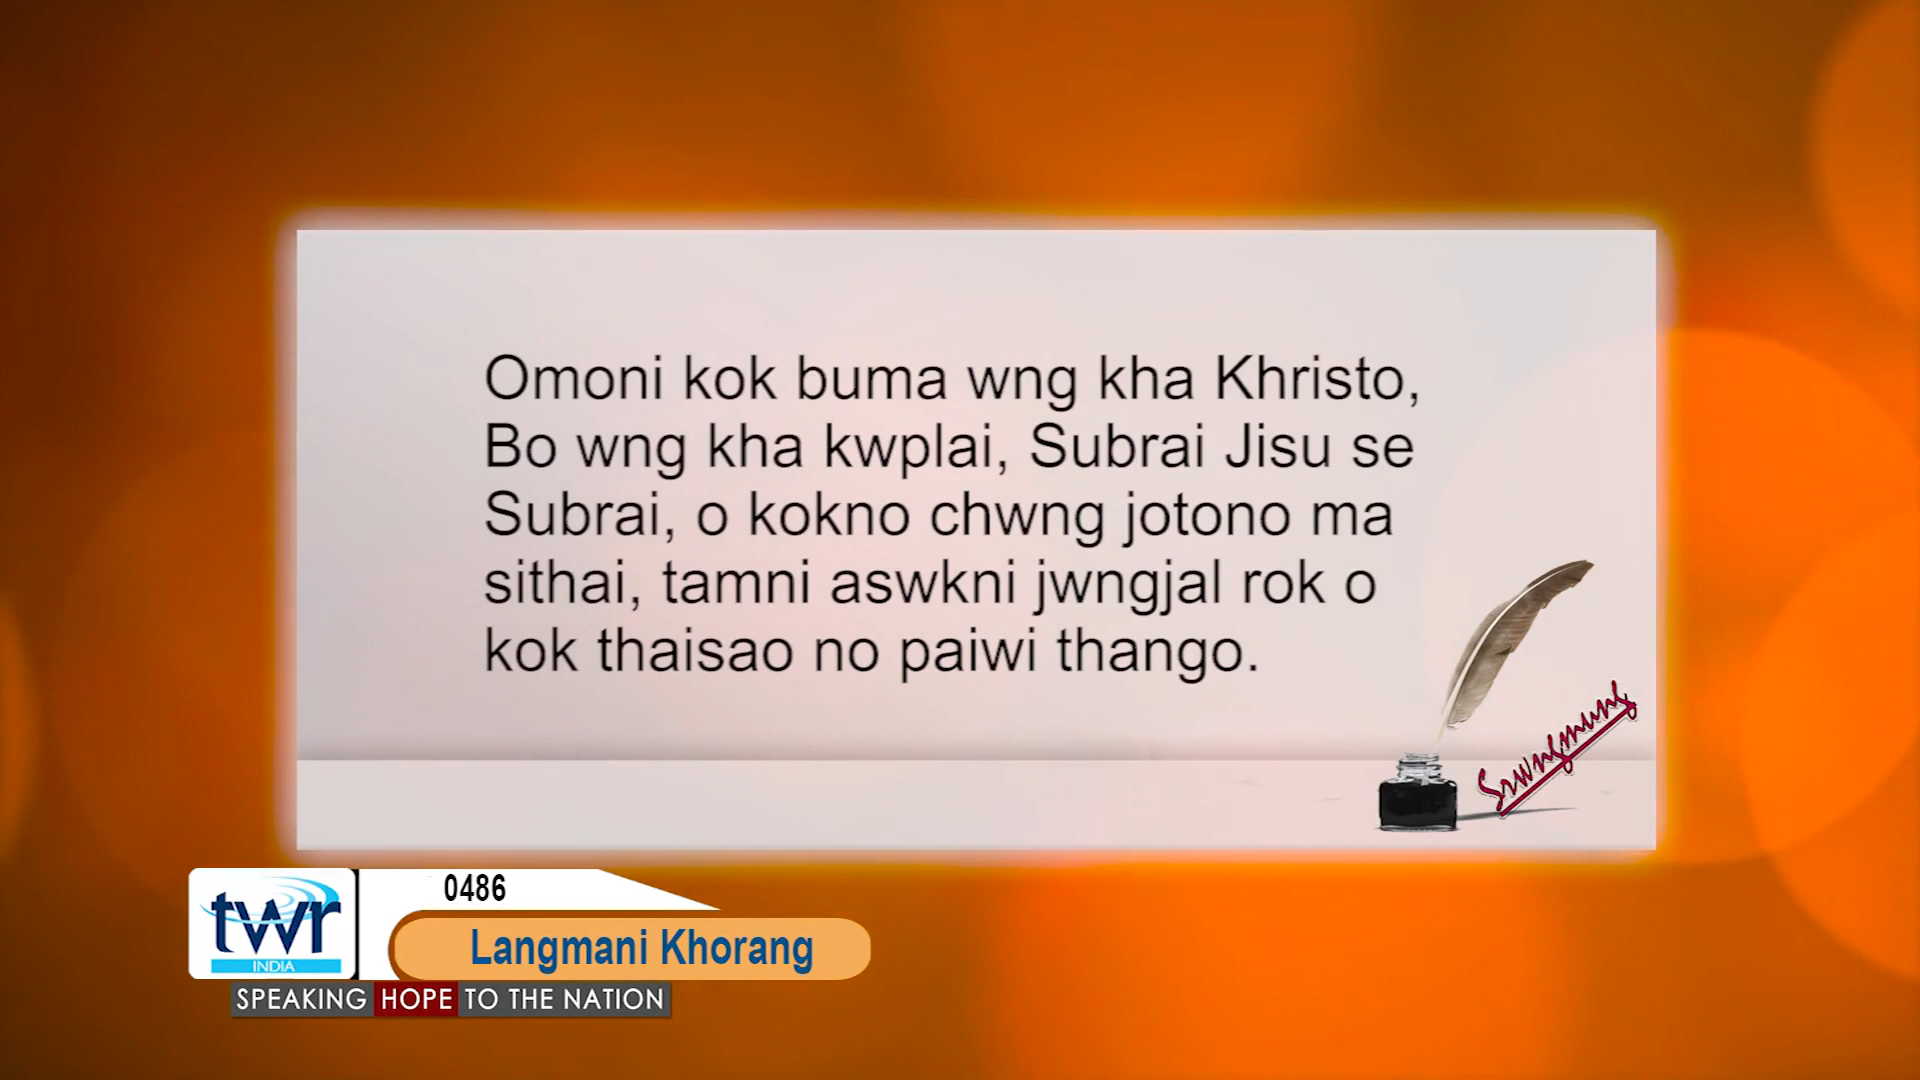 Omoni kok buma wng kha Khristo,
Bo wng kha kwplai, Subrai Jisu se
Subrai, o kokno chwng jotono ma
sithai, tamni aswkni jwngjal rok o
kok thaisao no paiwi thango.
Srwngmung
0486
twr
INDIA
Langmani Khorang
SPEAKING HOPE TO THE NATION